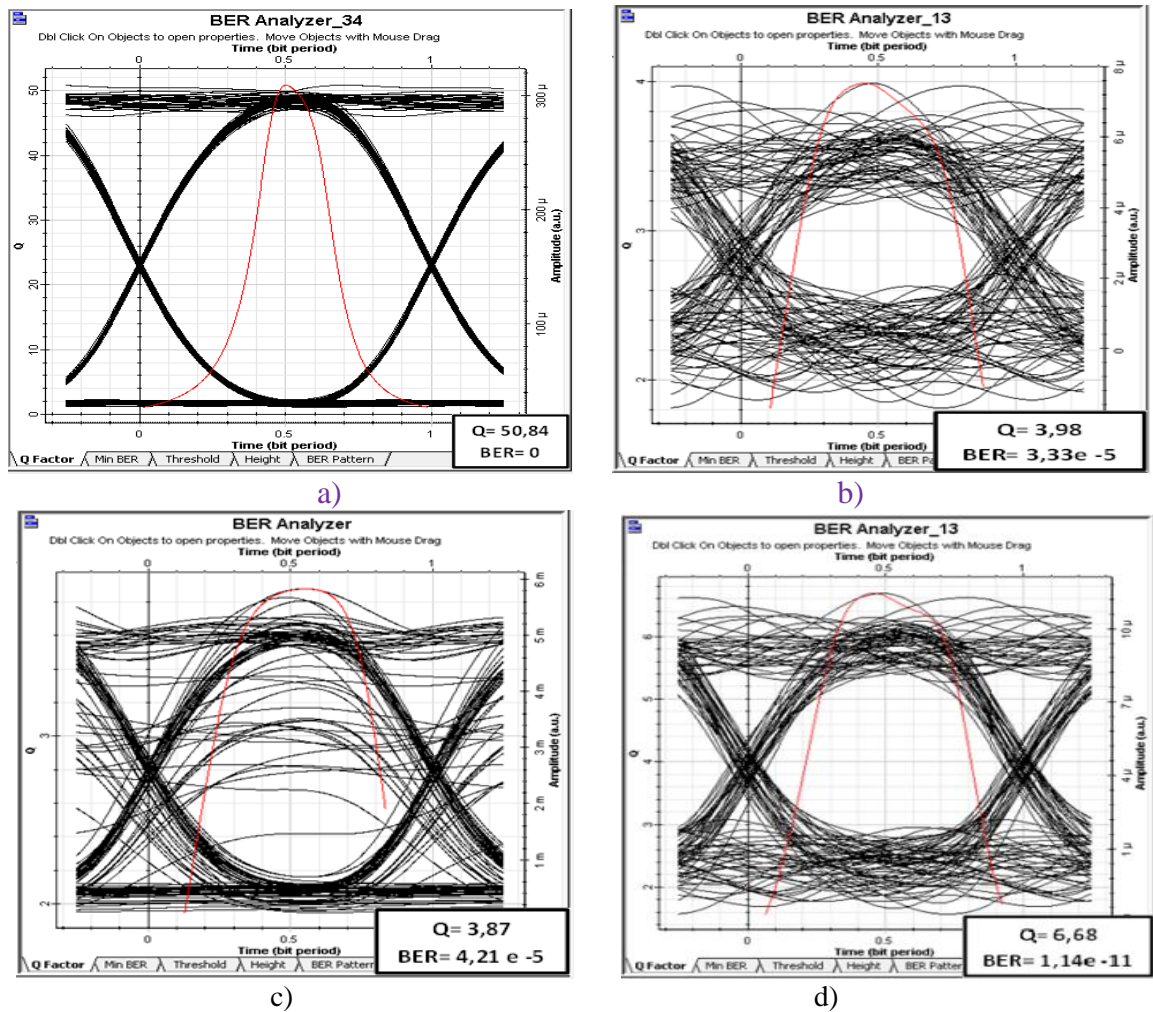 BER Analyzer_34
Dbl Click On Objects to open properties. Move Objects with Mouse Drag
Time (bit period)
0 0.5 1
Q
50
40
30
20
10
0
Amplitude (a.u.)
300 µ
200 µ
100 µ
0 0.5 1
Time (bit period)
Q Factor Min BER Threshold Height BER Pattern
Q= 50,84
BER= 0
a)
BER Analyzer_13
Dbl Click On Objects to open properties. Move Objects with Mouse Drag
Time (bit period)
0 0.5 1
Q
4
3
2
Amplitude (a.u.)
8 µ
6 µ
4 µ
2 µ
0
0 0.5
Time (bit period)
Q Factor Min BER Threshold Height BER Pa
Q= 3,98
BER= 3,33e -5
b)
BER Analyzer
Dbl Click On Objects to open properties. Move Objects with Mouse Drag
Time (bit period)
0 0.5 1
Q
3
2
Amplitude (a.u.)
6 m
5 m
4 m
3 m
2 m
1 m
0 0.5
Time (bit period)
Q Factor Min BER Threshold Height BER Pattern
Q= 3,87
BER= 4,21 e -5
c)
BER Analyzer_13
Dbl Click On Objects to open properties. Move Objects with Mouse Drag
Time (bit period)
0 0.5 1
Q
6
5
4
3
2
Amplitude (a.u.)
10 µ
7 µ
4 µ
1 µ
0 0.5
Time (bit period)
Q Factor Min BER Threshold Height BER Patter
Q= 6,68
BER= 1,14e -11
d)